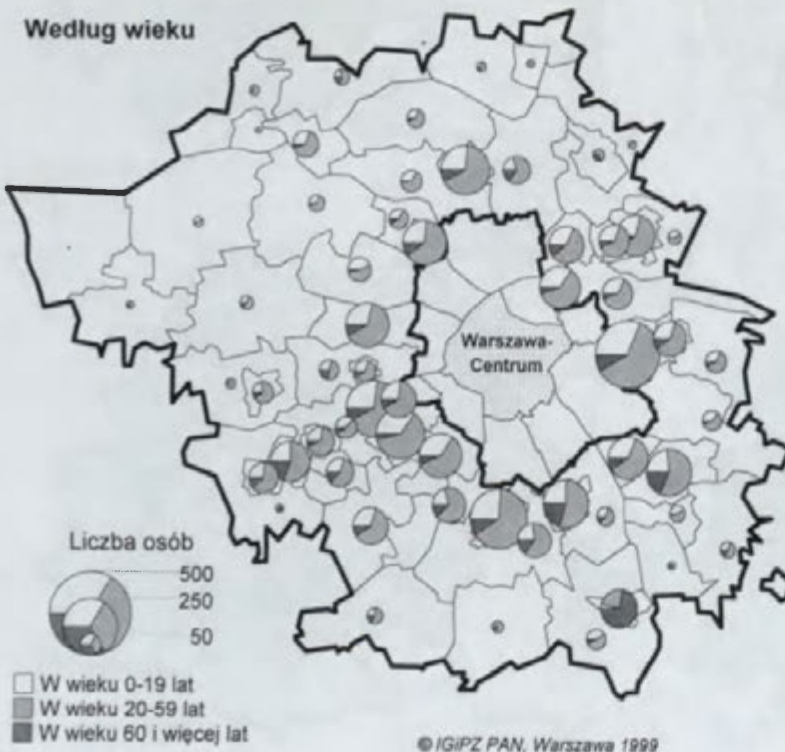 Według wieku
Warszawa-
Centrum
Liczba osób
500
250
50
W wieku 0-19 lat
W wieku 20-59 lat
W wieku 60 i więcej lat
© IGiPZ PAN, Warszawa 1999